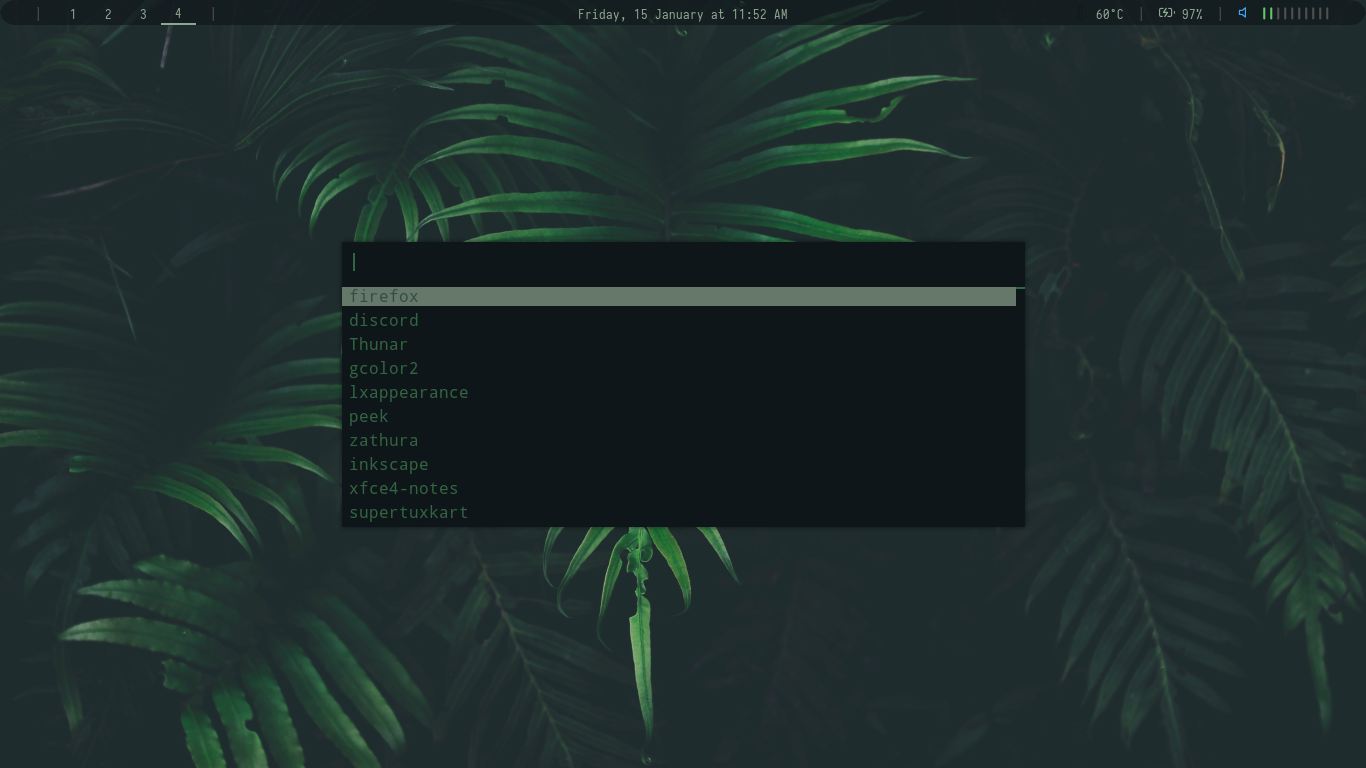 1 2 3 4 Friday, 15 January at 11:52 AM 60°C 97%
firefox
discord
Thunar
gcolor2
lxappearance
peek
zathura
inkscape
xfce4-notes
supertuxkart